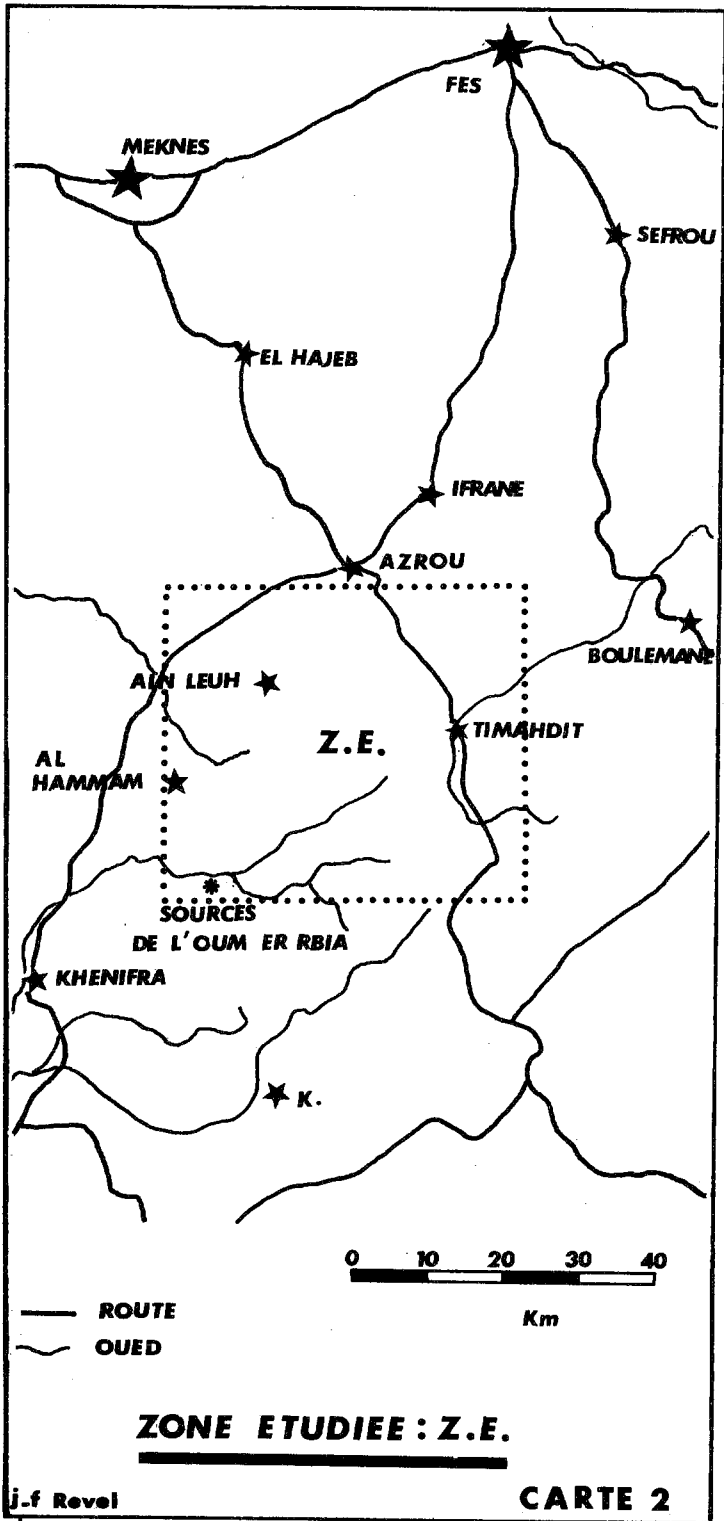 FES
MEKNES
SEFROU
EL HAJEB
IFRANE
AZROU
BOULEMANE
AIN LEUH
TIMAHDIT
Z.E.
AL
HAMMAM
SOURCES
DE L'OUM ER RBIA
KHENIFRA
K.
0 10 20 30 40
Km
ROUTE
OUED
ZONE ETUDIEE : Z.E.
j-f Revel
CARTE 2